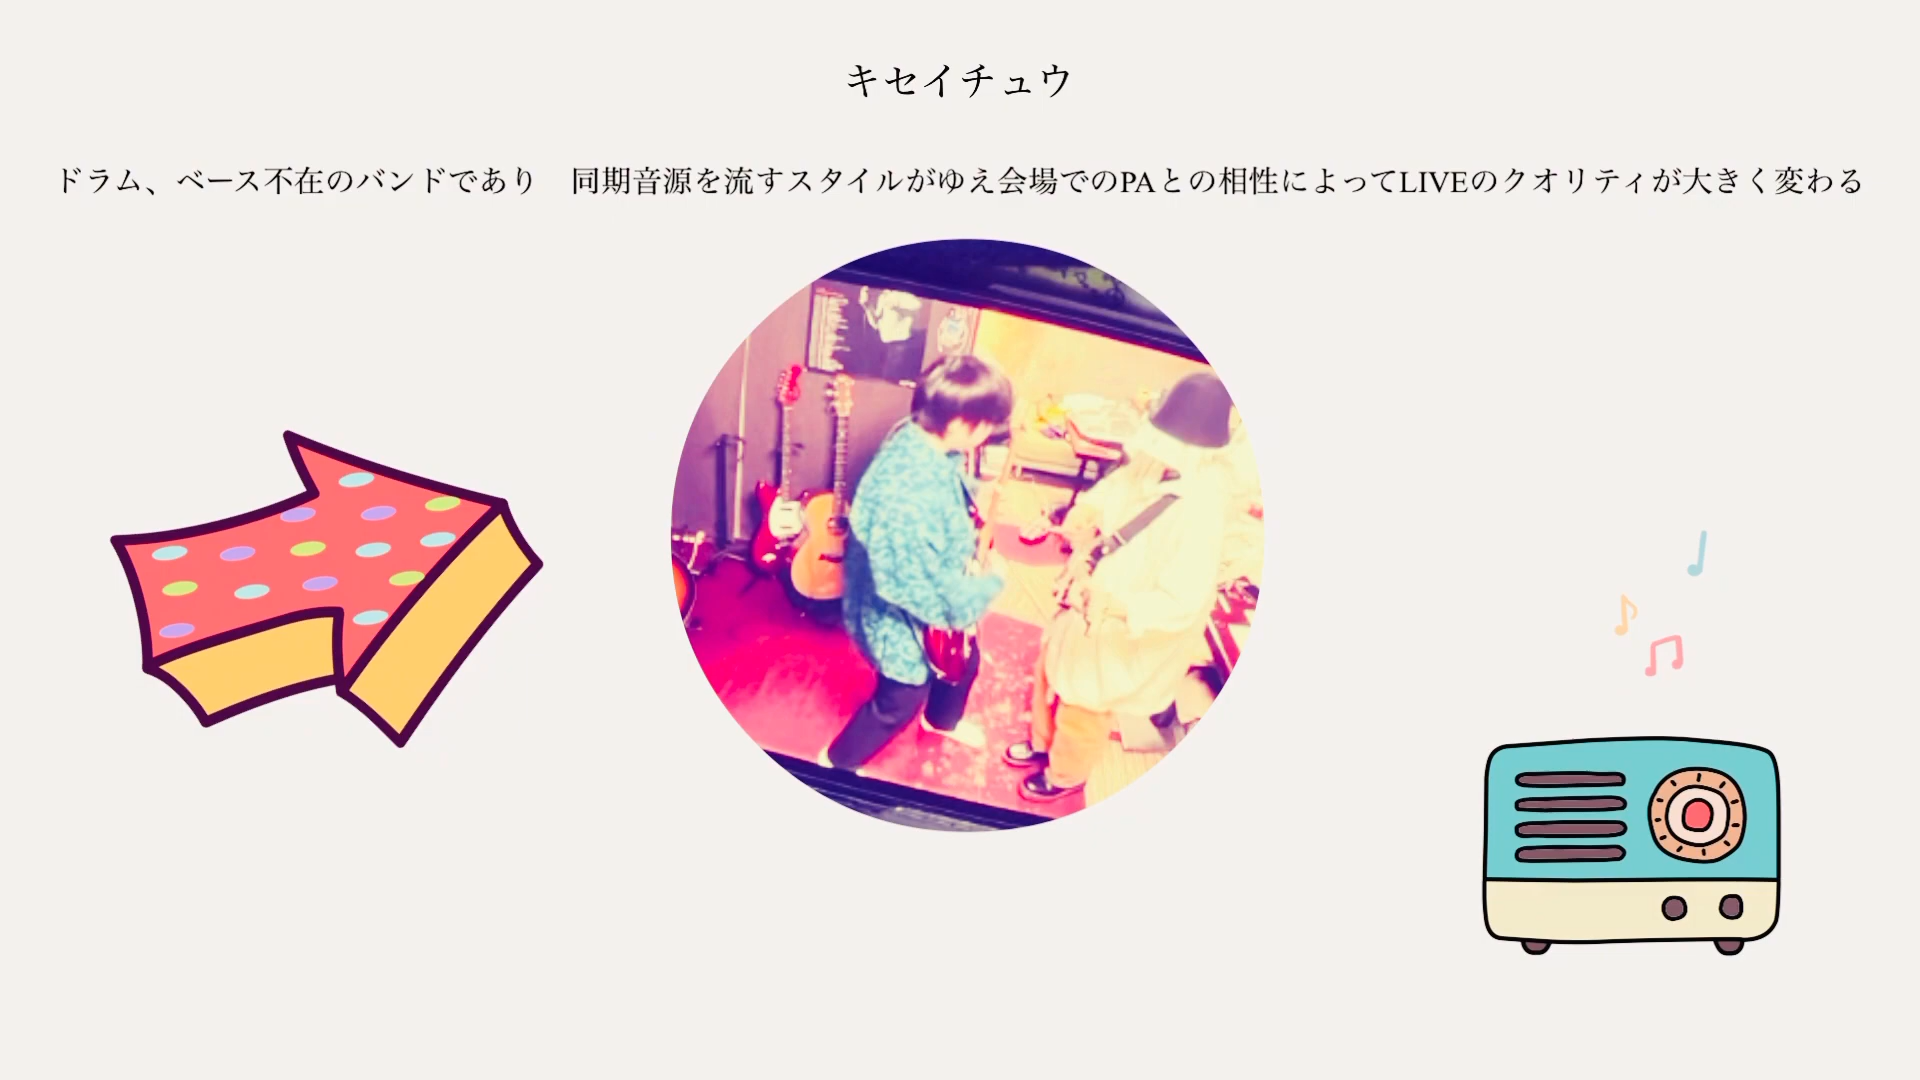 キセイチュウ
ドラム、ベース不在のバンドであり　同期音源を流すスタイルがゆえ会場でのPAとの相性によってLIVEのクオリティが大きく変わる